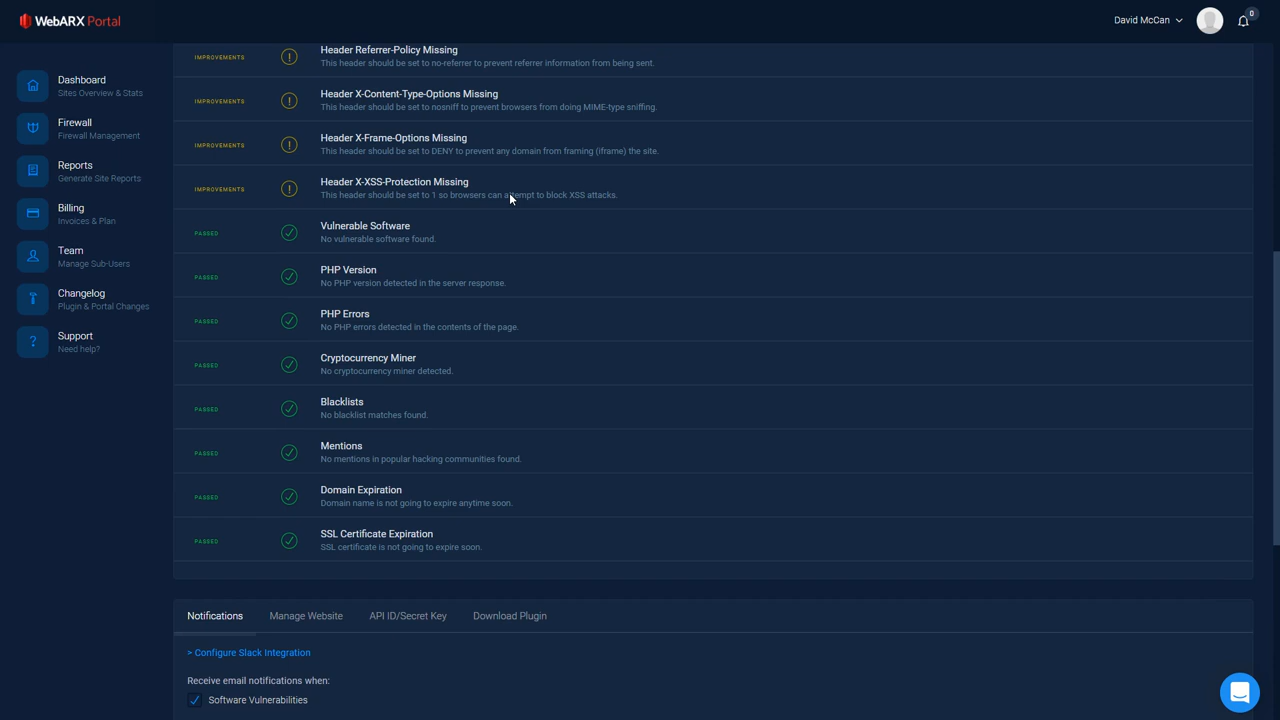 WebARX Portal
David McCan
0
Dashboard
Sites Overview & Stats
Firewall
Firewall Management
Reports
Generate Site Reports
Billing
Invoices & Plan
Team
Manage Sub-Users
Changelog
Plugin & Portal Changes
Support
Need help?
IMPROVEMENTS
Header Referrer-Policy Missing
This header should be set to no-referrer to prevent referrer information from being sent.
IMPROVEMENTS
Header X-Content-Type-Options Missing
This header should be set to nosniff to prevent browsers from doing MIME-type sniffing.
IMPROVEMENTS
Header X-Frame-Options Missing
This header should be set to DENY to prevent any domain from framing (iframe) the site.
IMPROVEMENTS
Header X-XSS-Protection Missing
This header should be set to 1 so browsers can attempt to block XSS attacks.
PASSED
Vulnerable Software
No vulnerable software found.
PASSED
PHP Version
No PHP version detected in the server response.
PASSED
PHP Errors
No PHP errors detected in the contents of the page.
PASSED
Cryptocurrency Miner
No cryptocurrency miner detected.
PASSED
Blacklists
No blacklist matches found.
PASSED
Mentions
No mentions in popular hacking communities found.
PASSED
Domain Expiration
Domain name is not going to expire anytime soon.
PASSED
SSL Certificate Expiration
SSL certificate is not going to expire soon.
Notifications Manage Website API ID/Secret Key Download Plugin
> Configure Slack Integration
Receive email notifications when:
Software Vulnerabilities